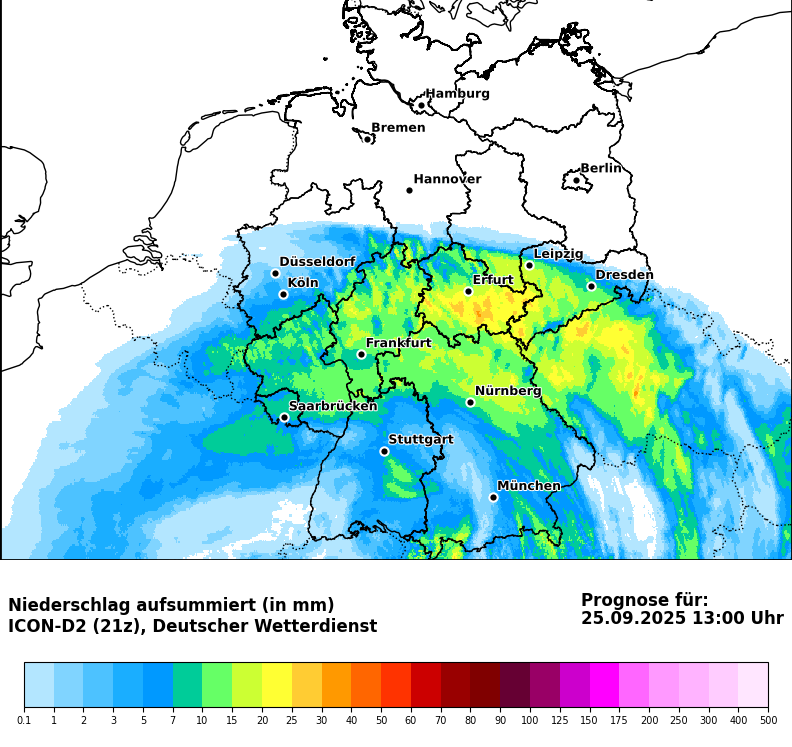 Hamburg
Bremen
Berlin
Hannover
Leipzig
Düsseldorf
Dresden
Köln
Erfurt
Frankfurt
Nürnberg
Saarbrücken
Stuttgart
München
Niederschlag aufsummiert (in mm)
ICON-D2 (21z), Deutscher Wetterdienst
Prognose für:
25.09.2025 13:00 Uhr
0.1 1 2 3 5 7 10 15 20 25 30 40 50 60 70 80 90 100 125 150 175 200 250 300 400 500